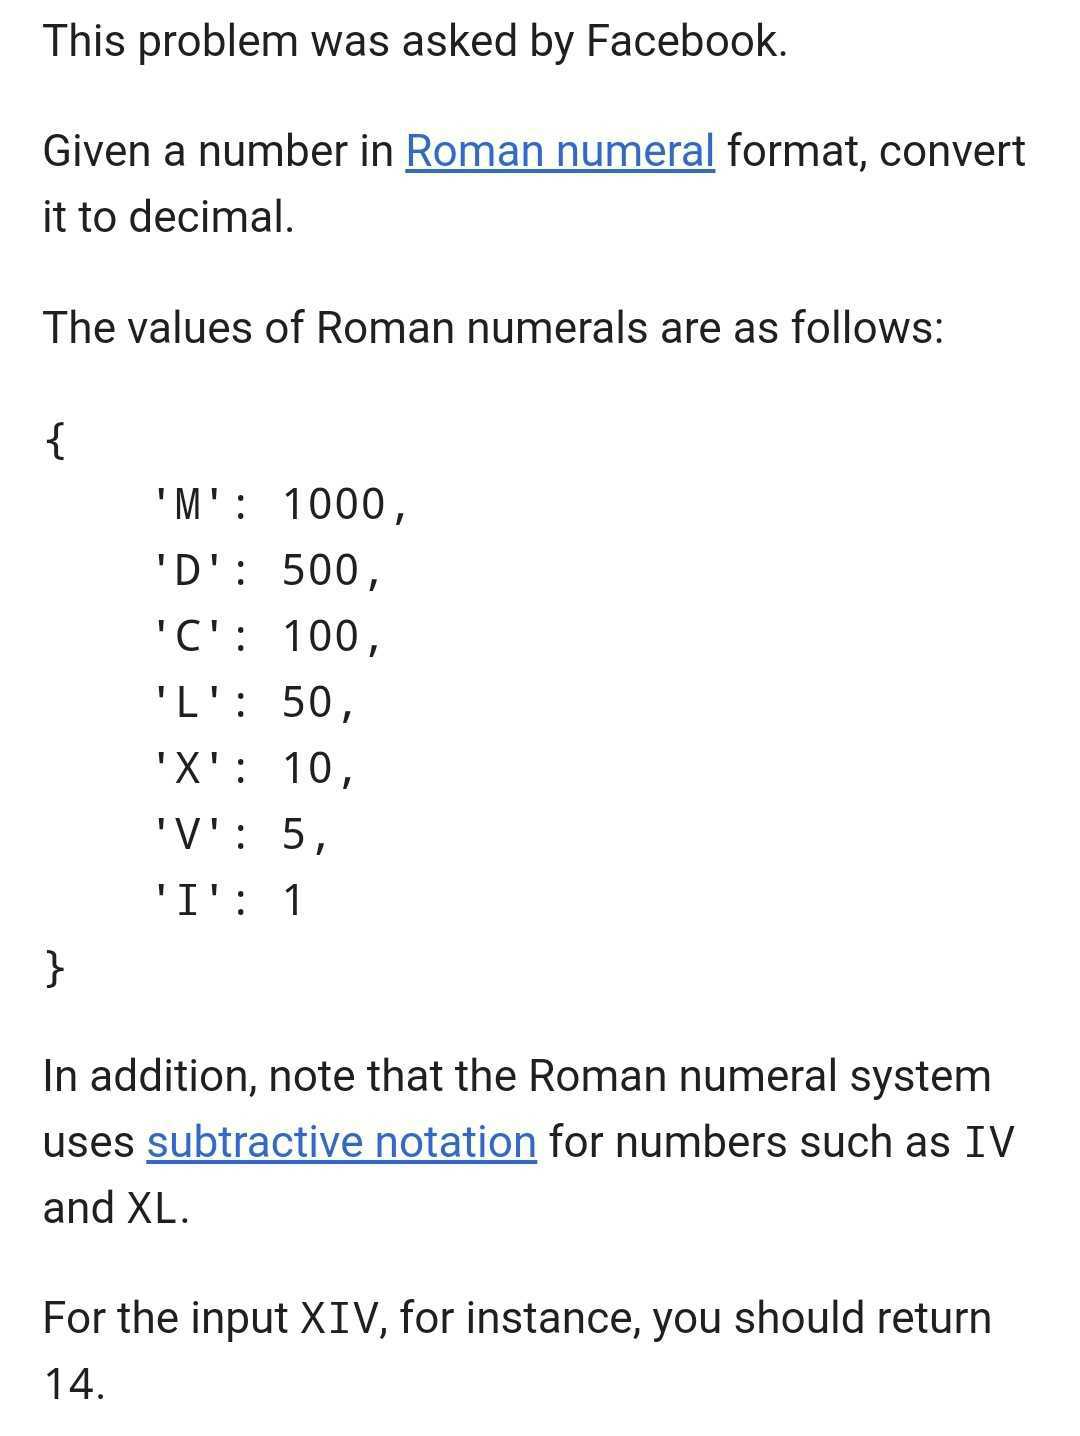 This problem was asked by Facebook.
Given a number in Roman numeral format, convert
it to decimal.
The values of Roman numerals are as follows:
{
    'M': 1000,
    'D': 500,
    'C': 100,
    'L': 50,
    'X': 10,
    'V': 5,
    'I': 1
}
In addition, note that the Roman numeral system
uses subtractive notation for numbers such as IV
and XL.
For the input XIV, for instance, you should return
14.